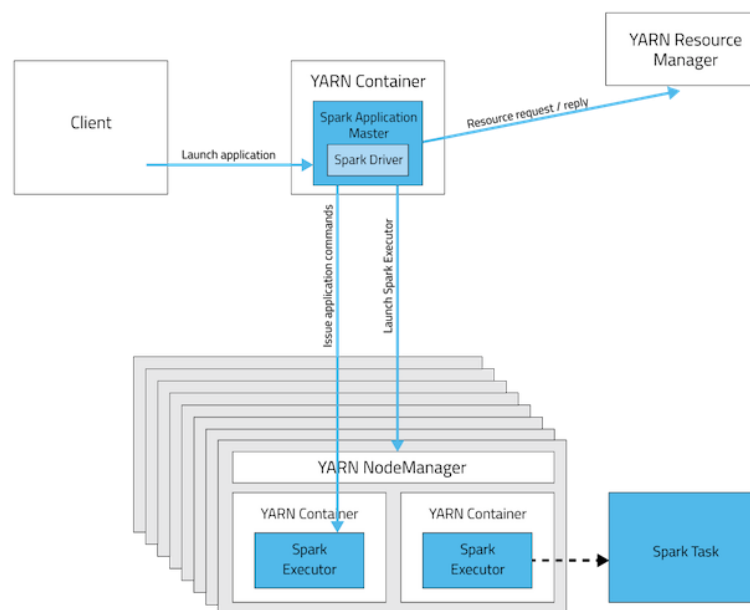 YARN Resource
Manager
YARN Container
Client
Spark Application
Master
Spark Driver
Launch application
Resource request / reply
Issue application commands
Launch Spark Executor
YARN NodeManager
YARN Container
YARN Container
Spark
Executor
Spark
Executor
Spark Task